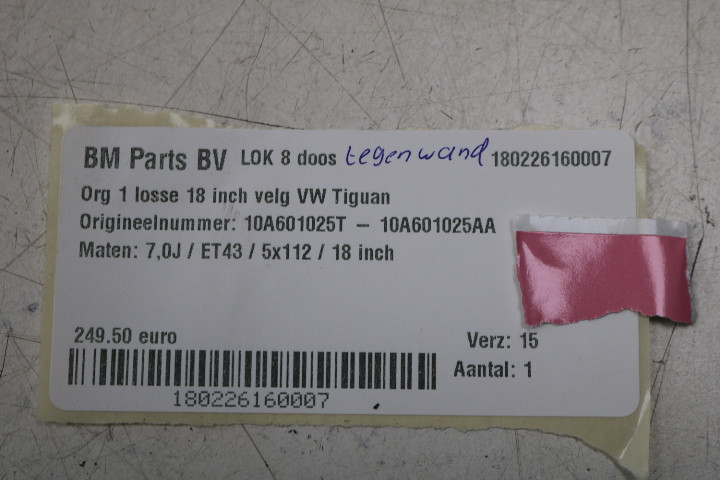 BM Parts BV LOK 8 doos tegenwand 180226160007
Org 1 losse 18 inch velg VW Tiguan
Origineelnummer: 10A601025T – 10A601025AA
Maten: 7,0J / ET43 / 5x112 / 18 inch
249.50 euro
Verz: 15
Aantal: 1
180226160007